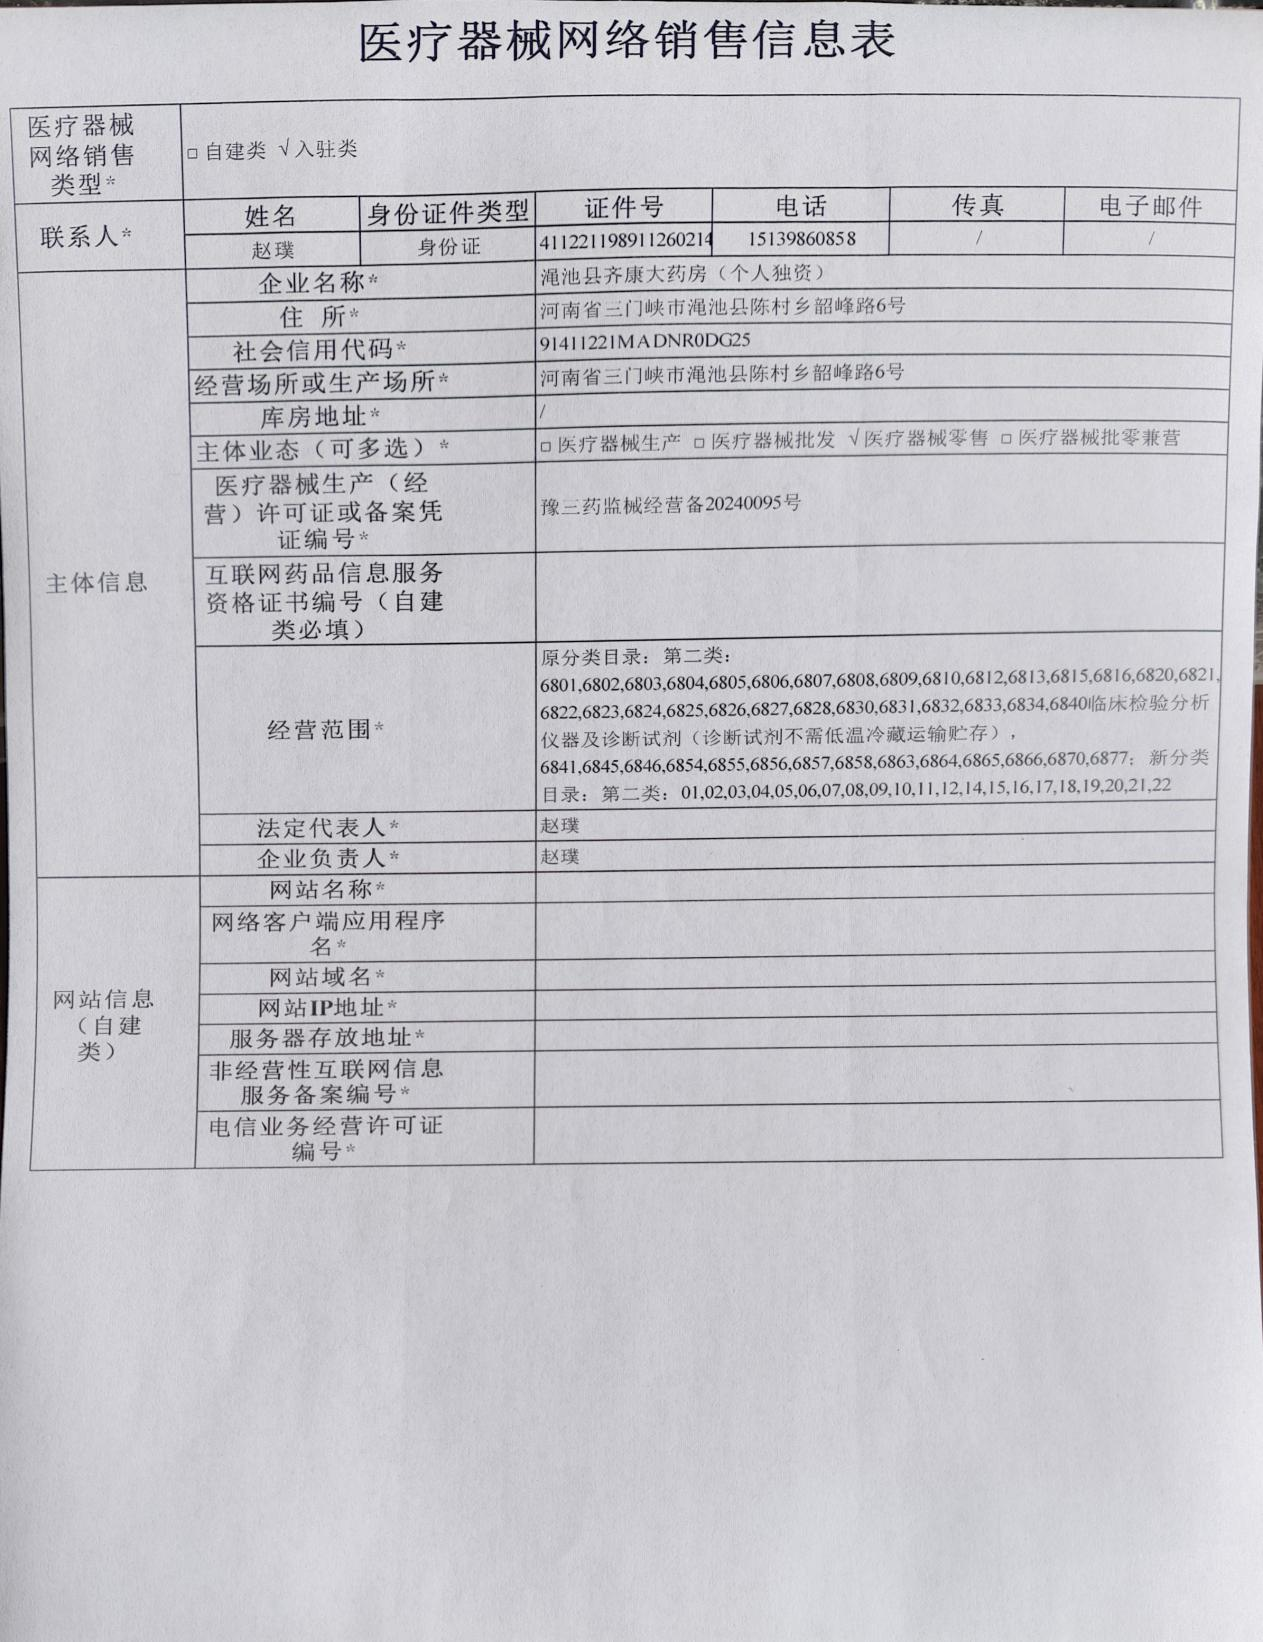 医疗器械网络销售信息表
医疗器械
网络销售
类型*
□ 自建类 √入驻类
联系人*
姓名 身份证件类型 证件号 电话 传真 电子邮件
赵璞 身份证 411221198911260214 15139860858 / /
主体信息
企业名称* 渑池县齐康大药房（个人独资）
住 所* 河南省三门峡市渑池县陈村乡韶峰路6号
社会信用代码* 91411221MADNR0DG25
经营场所或生产场所* 河南省三门峡市渑池县陈村乡韶峰路6号
库房地址* /
主体业态（可多选）* □ 医疗器械生产 □ 医疗器械批发 √医疗器械零售 □ 医疗器械批零兼营
医疗器械生产（经
营）许可证或备案凭
证编号*
豫三药监械经营备20240095号
互联网药品信息服务
资格证书编号（自建
类必填）
经营范围*
原分类目录：第二类：
6801,6802,6803,6804,6805,6806,6807,6808,6809,6810,6812,6813,6815,6816,6820,6821,
6822,6823,6824,6825,6826,6827,6828,6830,6831,6832,6833,6834,6840临床检验分析
仪器及诊断试剂（诊断试剂不需低温冷藏运输贮存），
6841,6845,6846,6854,6855,6856,6857,6858,6863,6864,6865,6866,6870,6877；新分类
目录：第二类：01,02,03,04,05,06,07,08,09,10,11,12,14,15,16,17,18,19,20,21,22
法定代表人* 赵璞
企业负责人* 赵璞
网站信息
（自建
类）
网站名称*
网络客户端应用程序
名*
网站域名*
网站IP地址*
服务器存放地址*
非经营性互联网信息
服务备案编号*
电信业务经营许可证
编号*